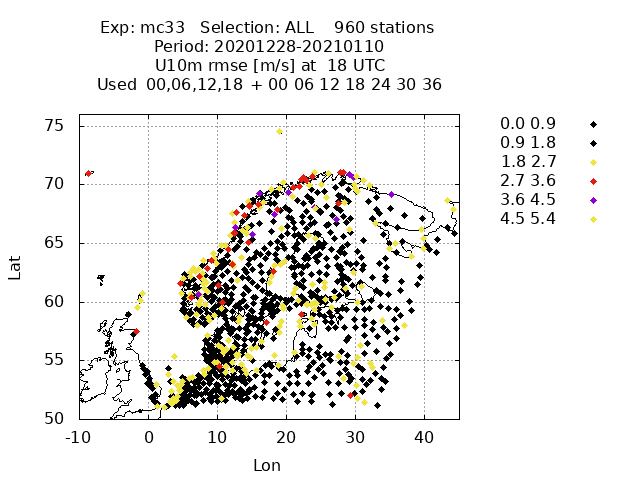 Exp: mc33   Selection: ALL    960 stations
Period: 20201228-20210110
U10m rmse [m/s] at  18 UTC
Used  00,06,12,18 + 00 06 12 18 24 30 36
0.0 0.9
0.9 1.8
1.8 2.7
2.7 3.6
3.6 4.5
4.5 5.4
75
70
65
60
55
50
Lat
-10 0 10 20 30 40
Lon